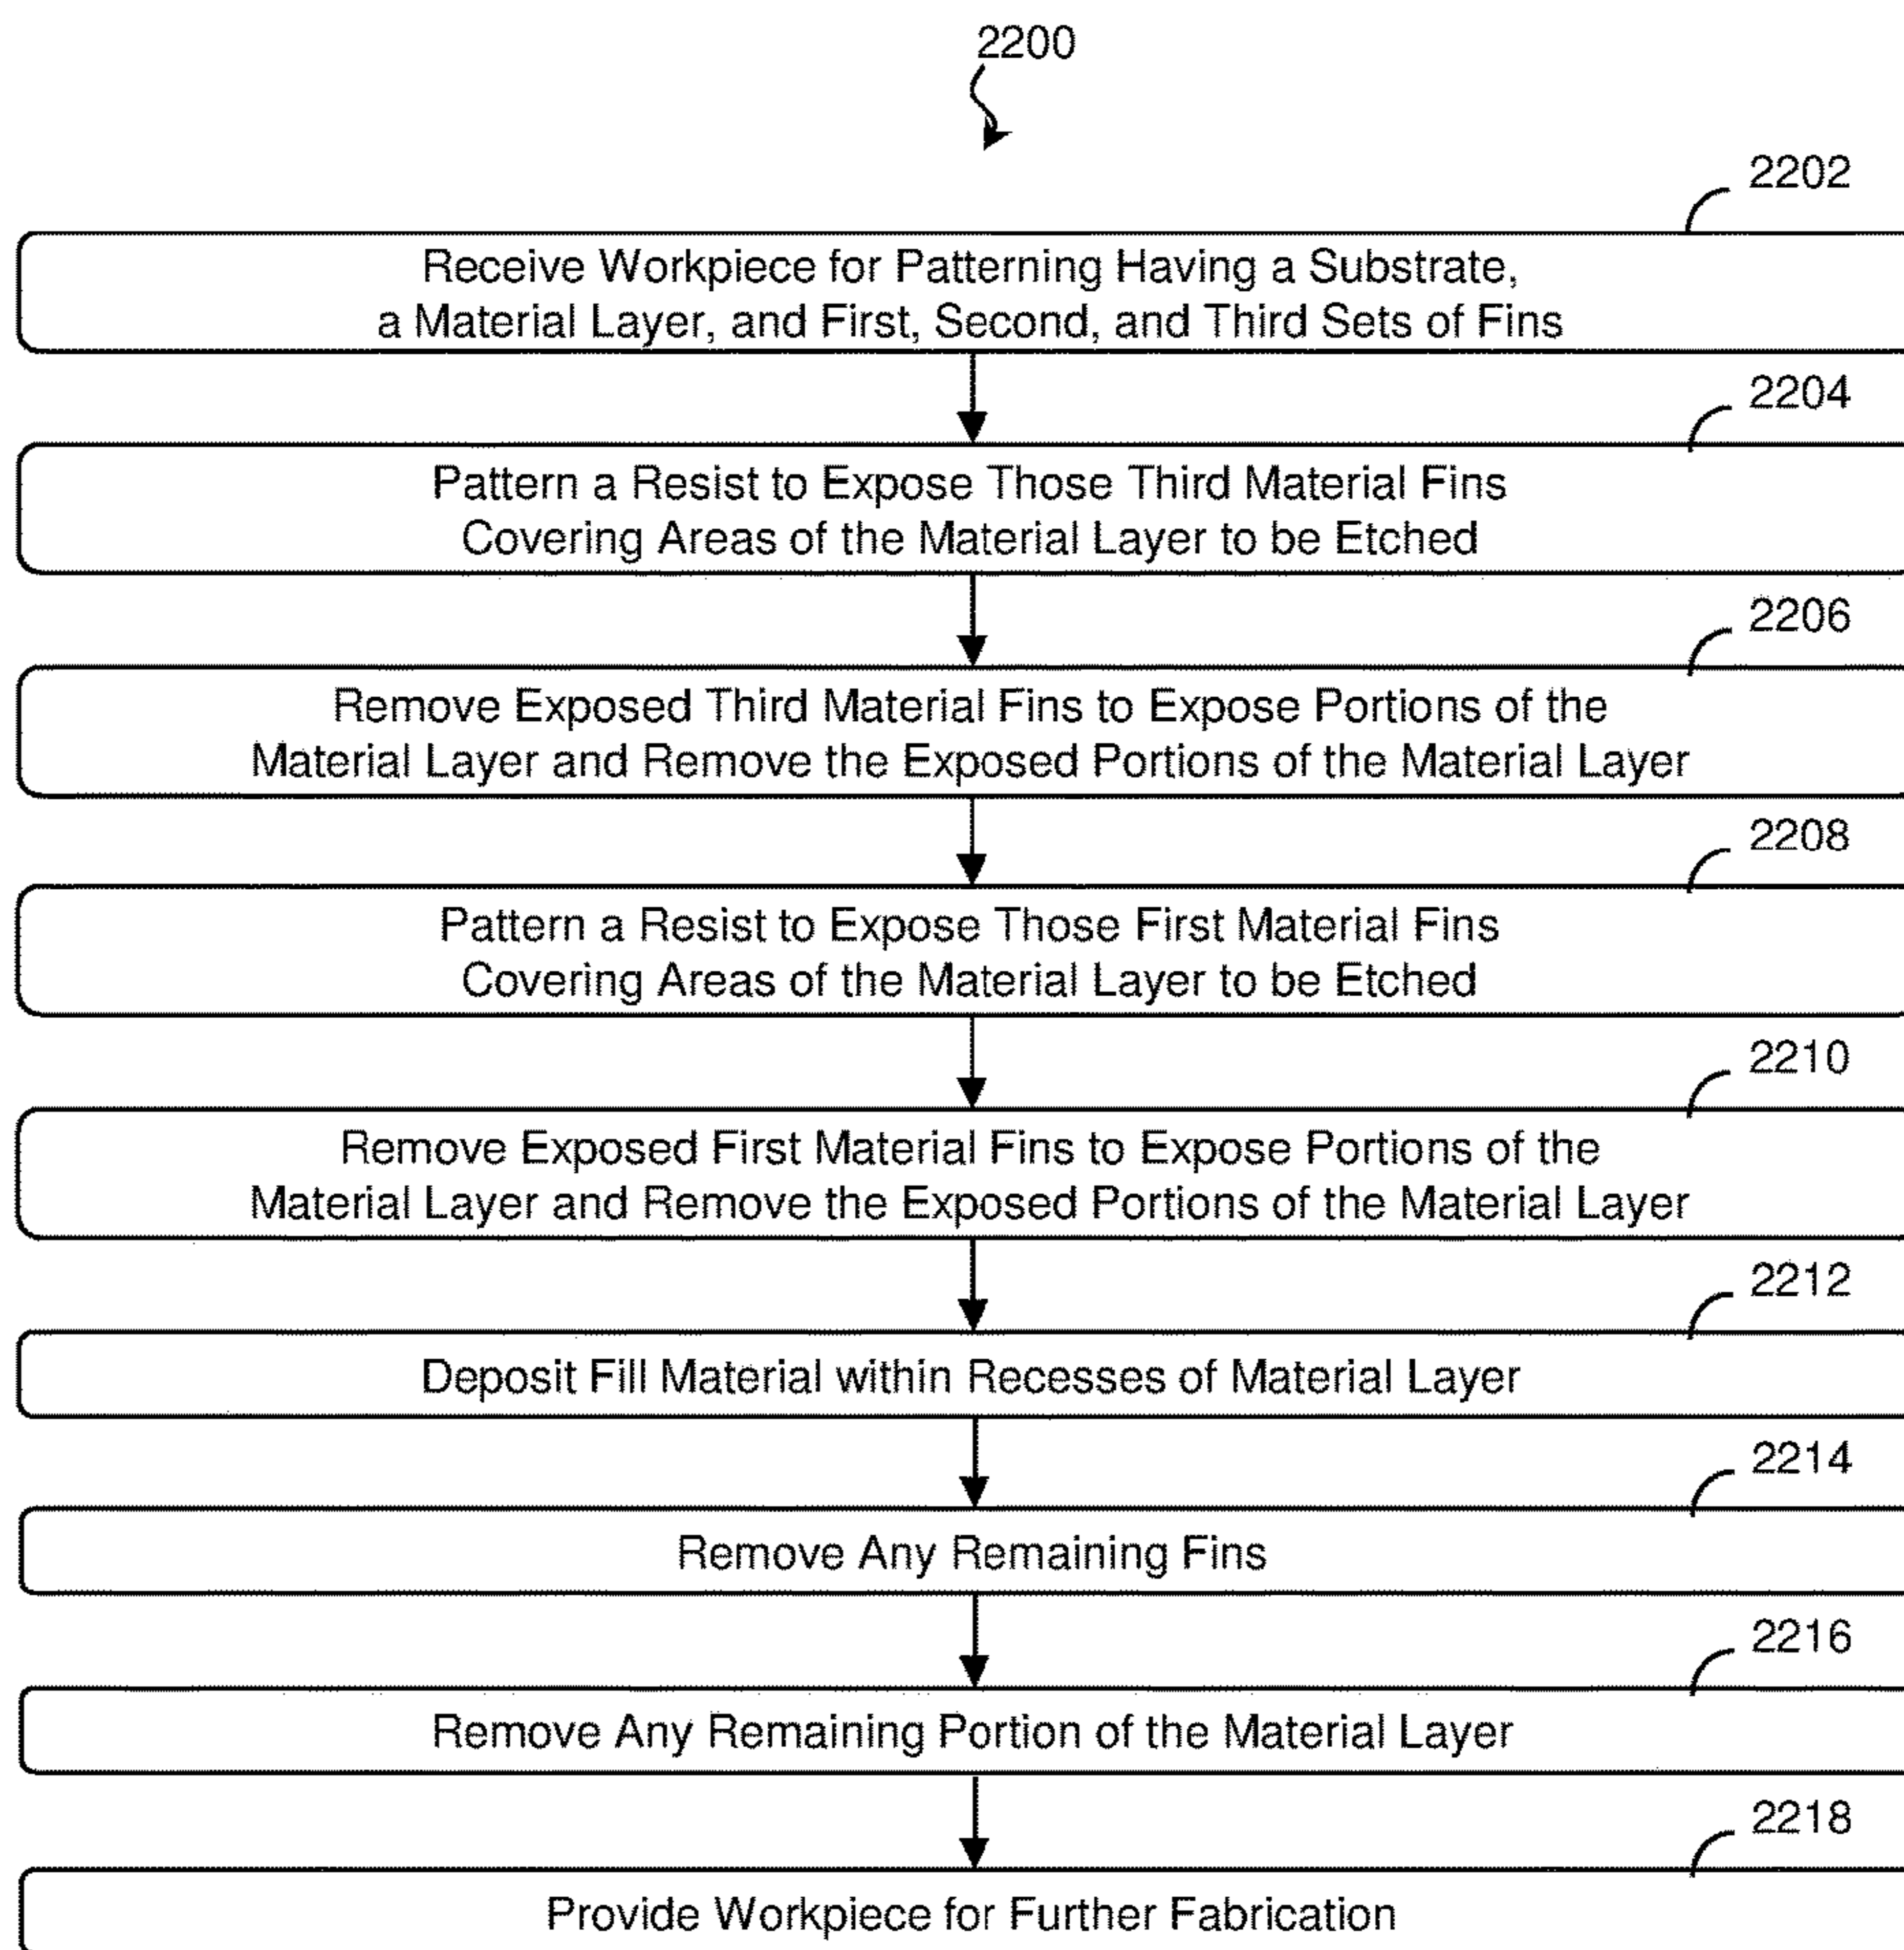 2200
2202
Receive Workpiece for Patterning Having a Substrate,
a Material Layer, and First, Second, and Third Sets of Fins
2204
Pattern a Resist to Expose Those Third Material Fins
Covering Areas of the Material Layer to be Etched
2206
Remove Exposed Third Material Fins to Expose Portions of the
Material Layer and Remove the Exposed Portions of the Material Layer
2208
Pattern a Resist to Expose Those First Material Fins
Covering Areas of the Material Layer to be Etched
2210
Remove Exposed First Material Fins to Expose Portions of the
Material Layer and Remove the Exposed Portions of the Material Layer
2212
Deposit Fill Material within Recesses of Material Layer
2214
Remove Any Remaining Fins
2216
Remove Any Remaining Portion of the Material Layer
2218
Provide Workpiece for Further Fabrication